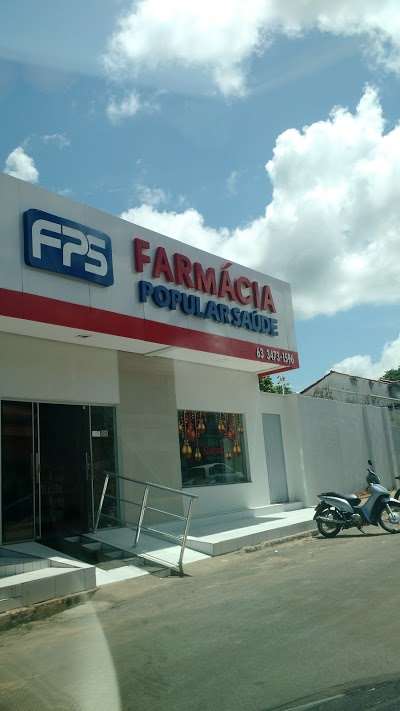 FPS
FARMÁCIA
POPULAR SAÚDE
63 3473-1596